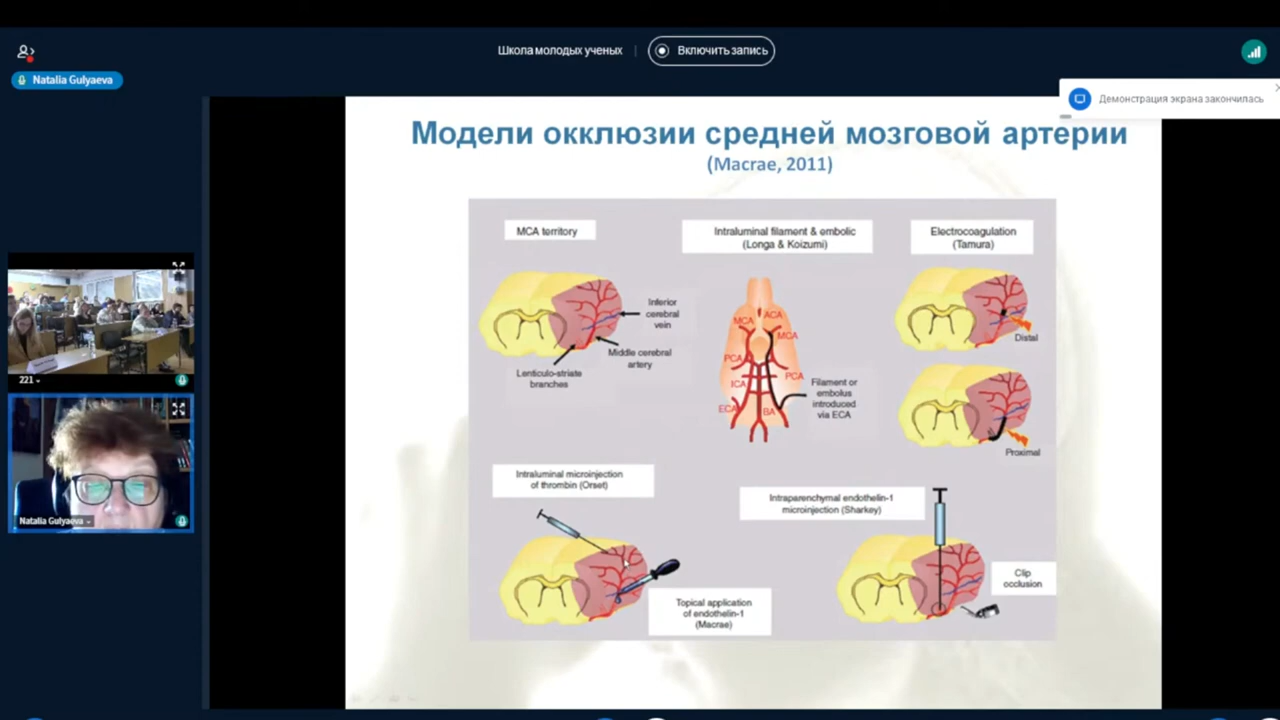 Школа молодых ученых
Включить запись
Natalia Gulyaeva
Демонстрация экрана закончилась
Модели окклюзии средней мозговой артерии
(Macrae, 2011)
MCA territory
Inferior
cerebral
vein
Middle cerebral
artery
Lenticulo-striate
branches
Intraluminal filament & embolic
(Longa & Koizumi)
MCA
ACA
MCA
PCA
PCA
ICA
ECA
BA
Filament or
embolus
introduced
via ECA
Electrocoagulation
(Tamura)
Distal
Proximal
221
Intraluminal microinjection
of thrombin (Orset)
Topical application
of endothelin-1
(Macrae)
Intraparenchymal endothelin-1
microinjection (Sharkey)
Clip
occlusion
Natalia Gulyaeva